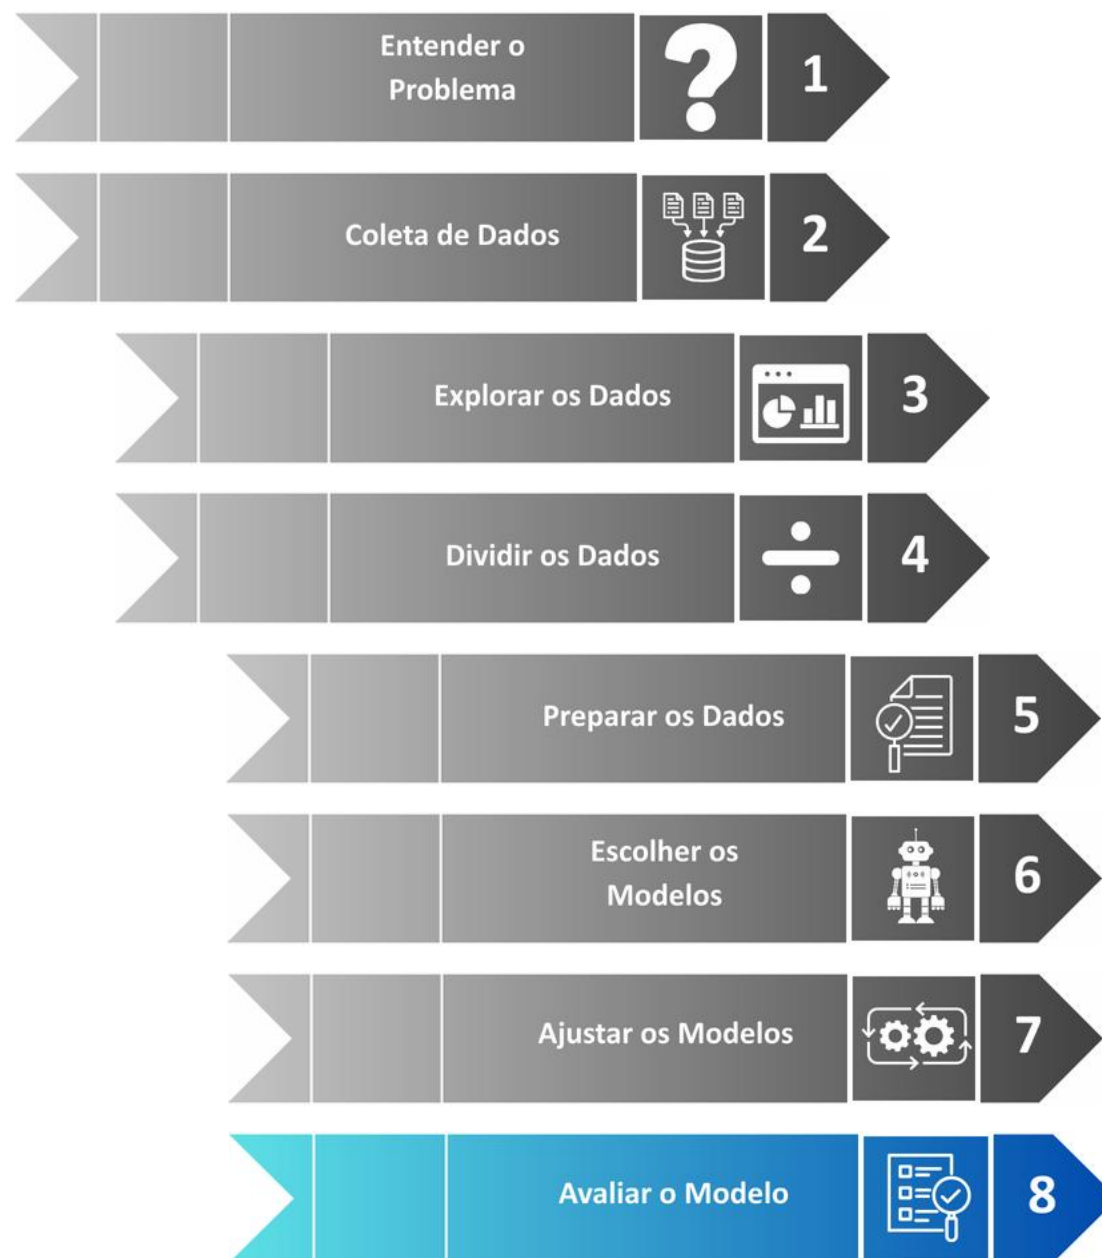 Entender o
Problema
1
Coleta de Dados
2
Explorar os Dados
3
Dividir os Dados
4
Preparar os Dados
5
Escolher os
Modelos
6
Ajustar os Modelos
7
Avaliar o Modelo
8